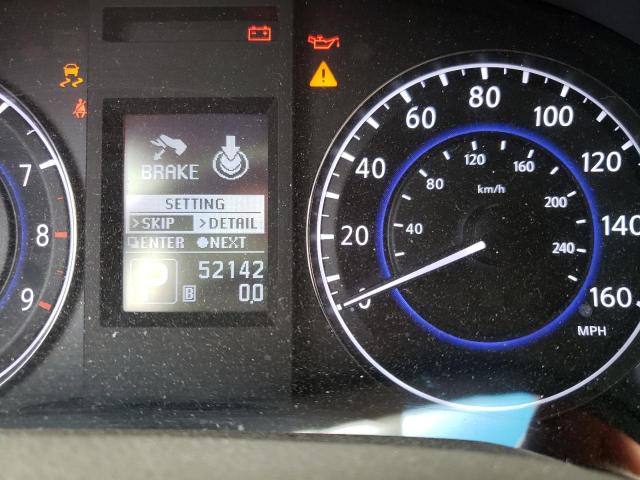 BRAKE
SETTING
>SKIP >DETAIL
ENTER ●NEXT
P 52142
B 0.0
7
8
9
0
20
40
60
80
100
120
140
160
MPH
40
80
120
160
200
240
km/h